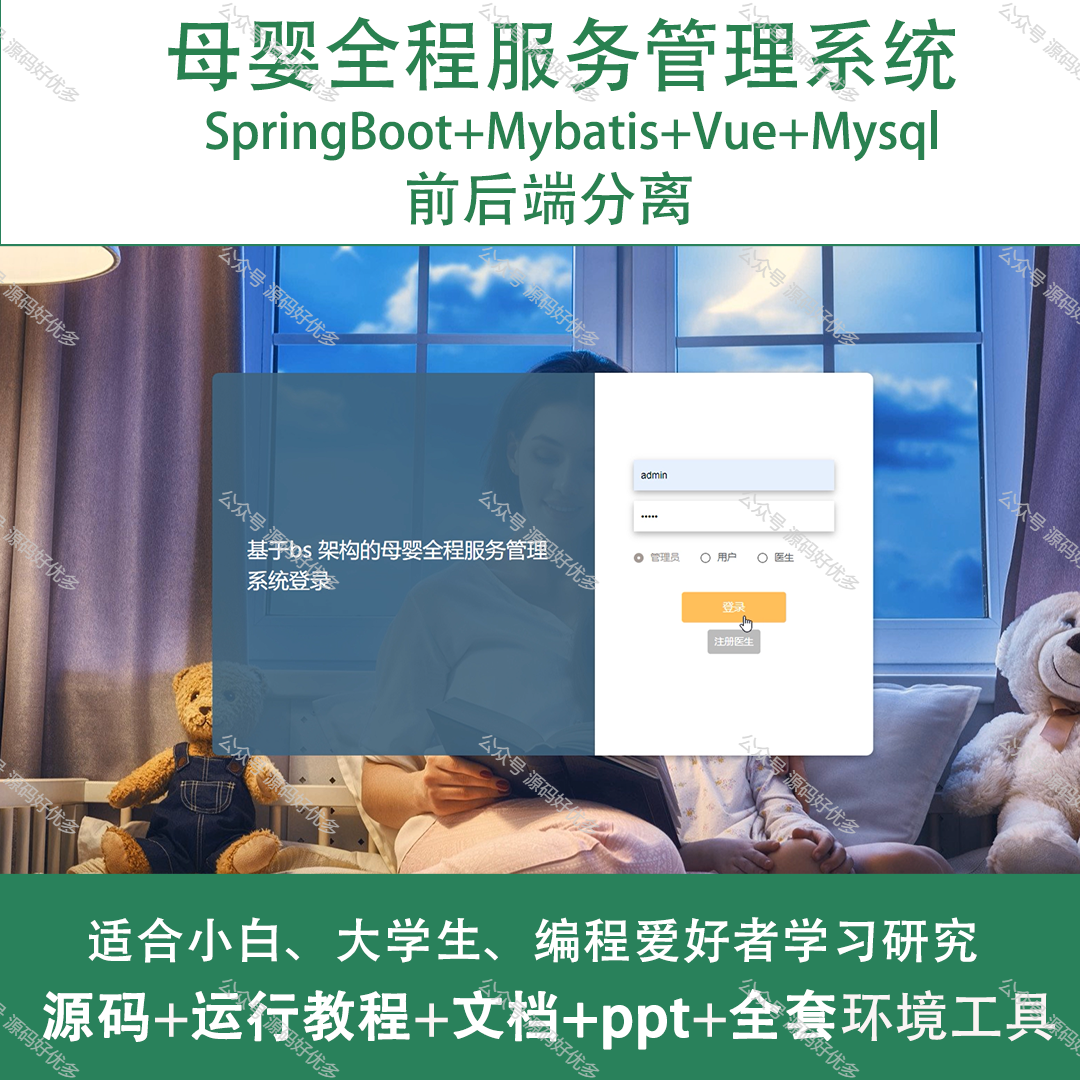 母婴全程服务管理系统
SpringBoot+Mybatis+Vue+Mysql
前后端分离
基于bs 架构的母婴全程服务管理
系统登录
admin
•••••
管理员 用户 医生
登录
注册医生
适合小白、大学生、编程爱好者学习研究
源码+运行教程+文档+ppt+全套环境工具
公众号 源码好优多